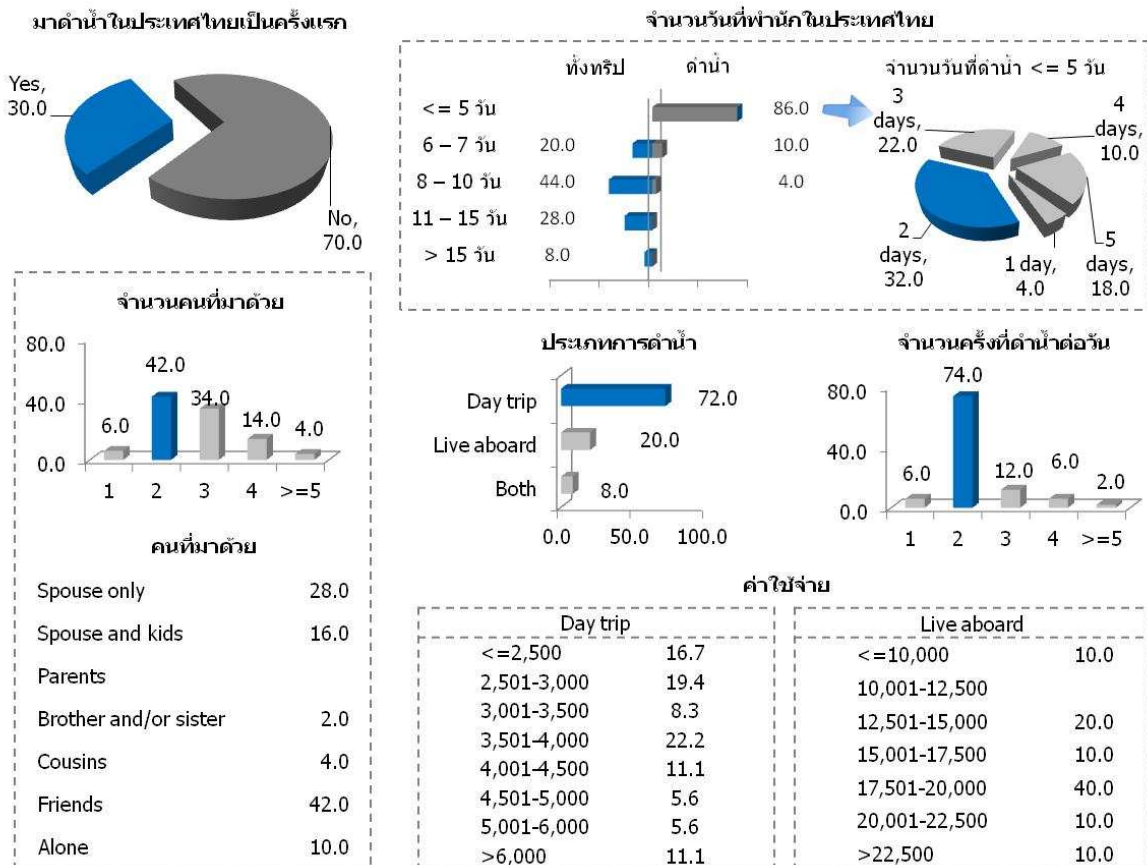 มาดำน้ำในประเทศไทยเป็นครั้งแรก
Yes, 30.0
No, 70.0
จำนวนวันที่พำนักในประเทศไทย
ทั้งทริป ดำน้ำ
<= 5 วัน 86.0
6 – 7 วัน 20.0 10.0
8 – 10 วัน 44.0 4.0
11 – 15 วัน 28.0
> 15 วัน 8.0
จำนวนวันที่ดำน้ำ <= 5 วัน
3 days, 22.0
4 days, 10.0
5 days, 18.0
1 day, 4.0
2 days, 32.0
จำนวนคนที่มาด้วย
80.0
40.0
0.0
6.0 42.0 34.0 14.0 4.0
1 2 3 4 >=5
คนที่มาด้วย
Spouse only 28.0
Spouse and kids 16.0
Parents
Brother and/or sister 2.0
Cousins 4.0
Friends 42.0
Alone 10.0
ประเภทการดำน้ำ
Day trip 72.0
Live aboard 20.0
Both 8.0
0.0 50.0 100.0
จำนวนครั้งที่ดำน้ำต่อวัน
80.0
40.0
0.0
6.0 74.0 12.0 6.0 2.0
1 2 3 4 >=5
ค่าใช้จ่าย
Day trip
<=2,500 16.7
2,501-3,000 19.4
3,001-3,500 8.3
3,501-4,000 22.2
4,001-4,500 11.1
4,501-5,000 5.6
5,001-6,000 5.6
>6,000 11.1
Live aboard
<=10,000 10.0
10,001-12,500
12,501-15,000 20.0
15,001-17,500 10.0
17,501-20,000 40.0
20,001-22,500 10.0
>22,500 10.0